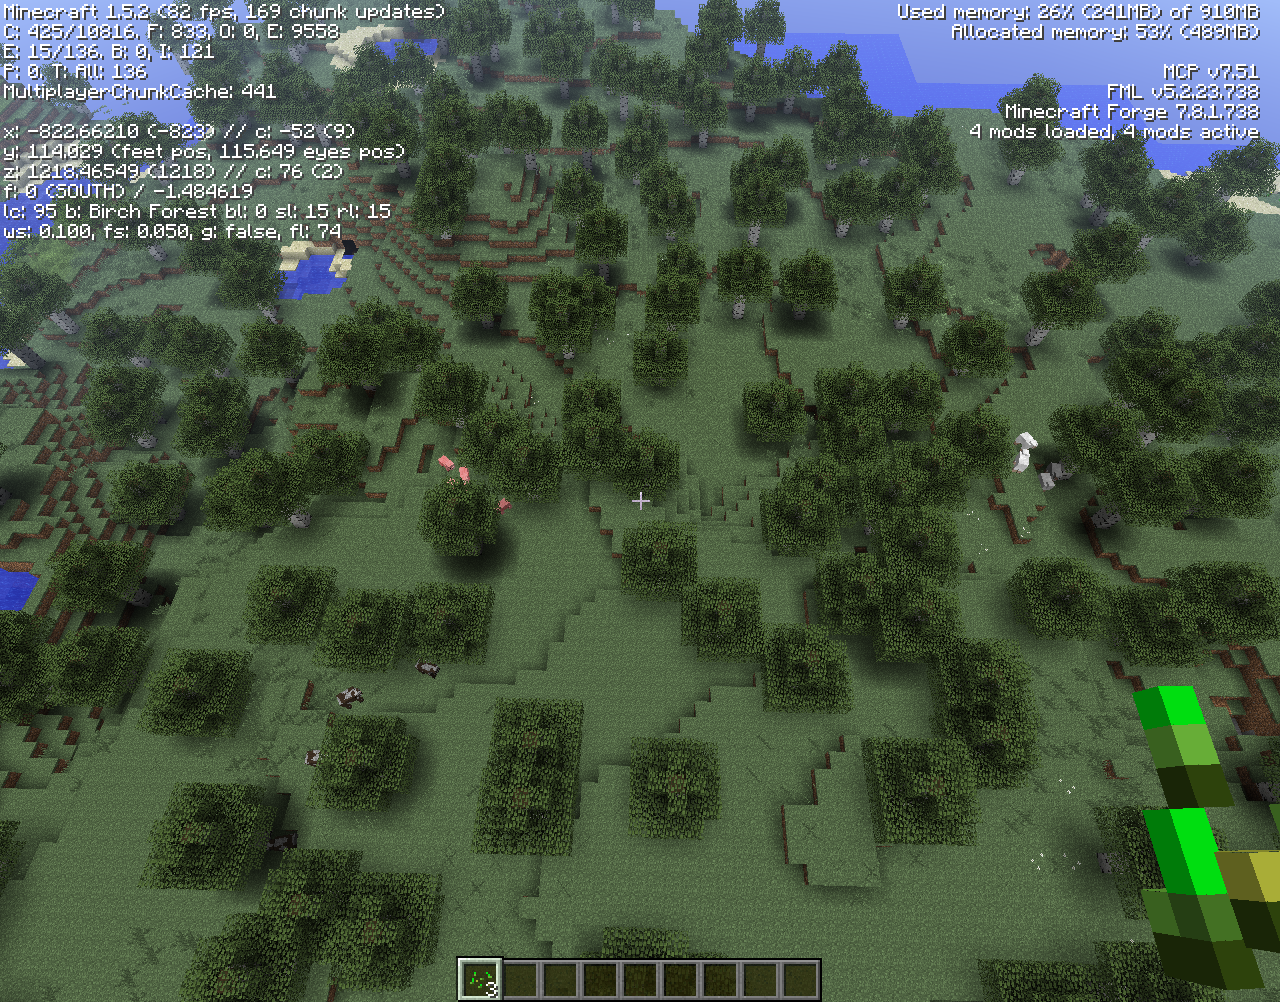 Minecraft 1.5.2 (82 fps, 169 chunk updates)
C: 425/10816. F: 833, O: 0, E: 9558
E: 15/136. B: 0, I: 121
P: 0. T: All: 136
MultiplayerChunkCache: 441
x: -822.66210 (-823) // c: -52 (9)
y: 114.029 (feet pos, 115.649 eyes pos)
z: 1218.46549 (1218) // c: 76 (2)
f: 0 (SOUTH) / -1.484619
lc: 95 b: Birch Forest bl: 0 sl: 15 rl: 15
ws: 0.100, fs: 0.050, g: false, fl: 74
Used memory: 26% (241MB) of 910MB
Allocated memory: 53% (489MB)
MCP v7.51
FML v5.2.23.738
Minecraft Forge 7.8.1.738
4 mods loaded, 4 mods active
3